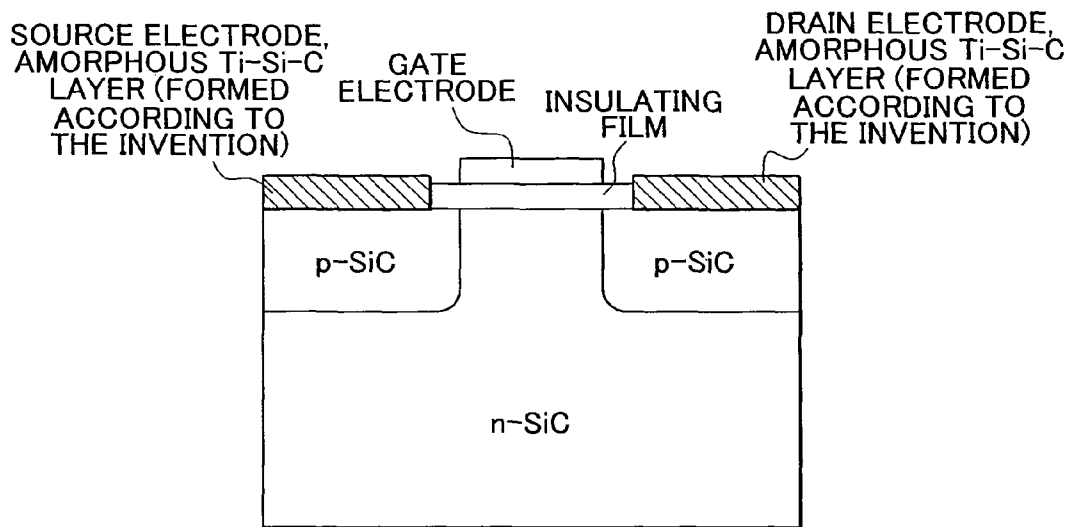 SOURCE ELECTRODE,
AMORPHOUS Ti-Si-C
LAYER (FORMED
ACCORDING TO
THE INVENTION)
GATE
ELECTRODE
INSULATING
FILM
DRAIN ELECTRODE,
AMORPHOUS Ti-Si-C
LAYER (FORMED
ACCORDING TO
THE INVENTION)
p-SiC
p-SiC
n-SiC